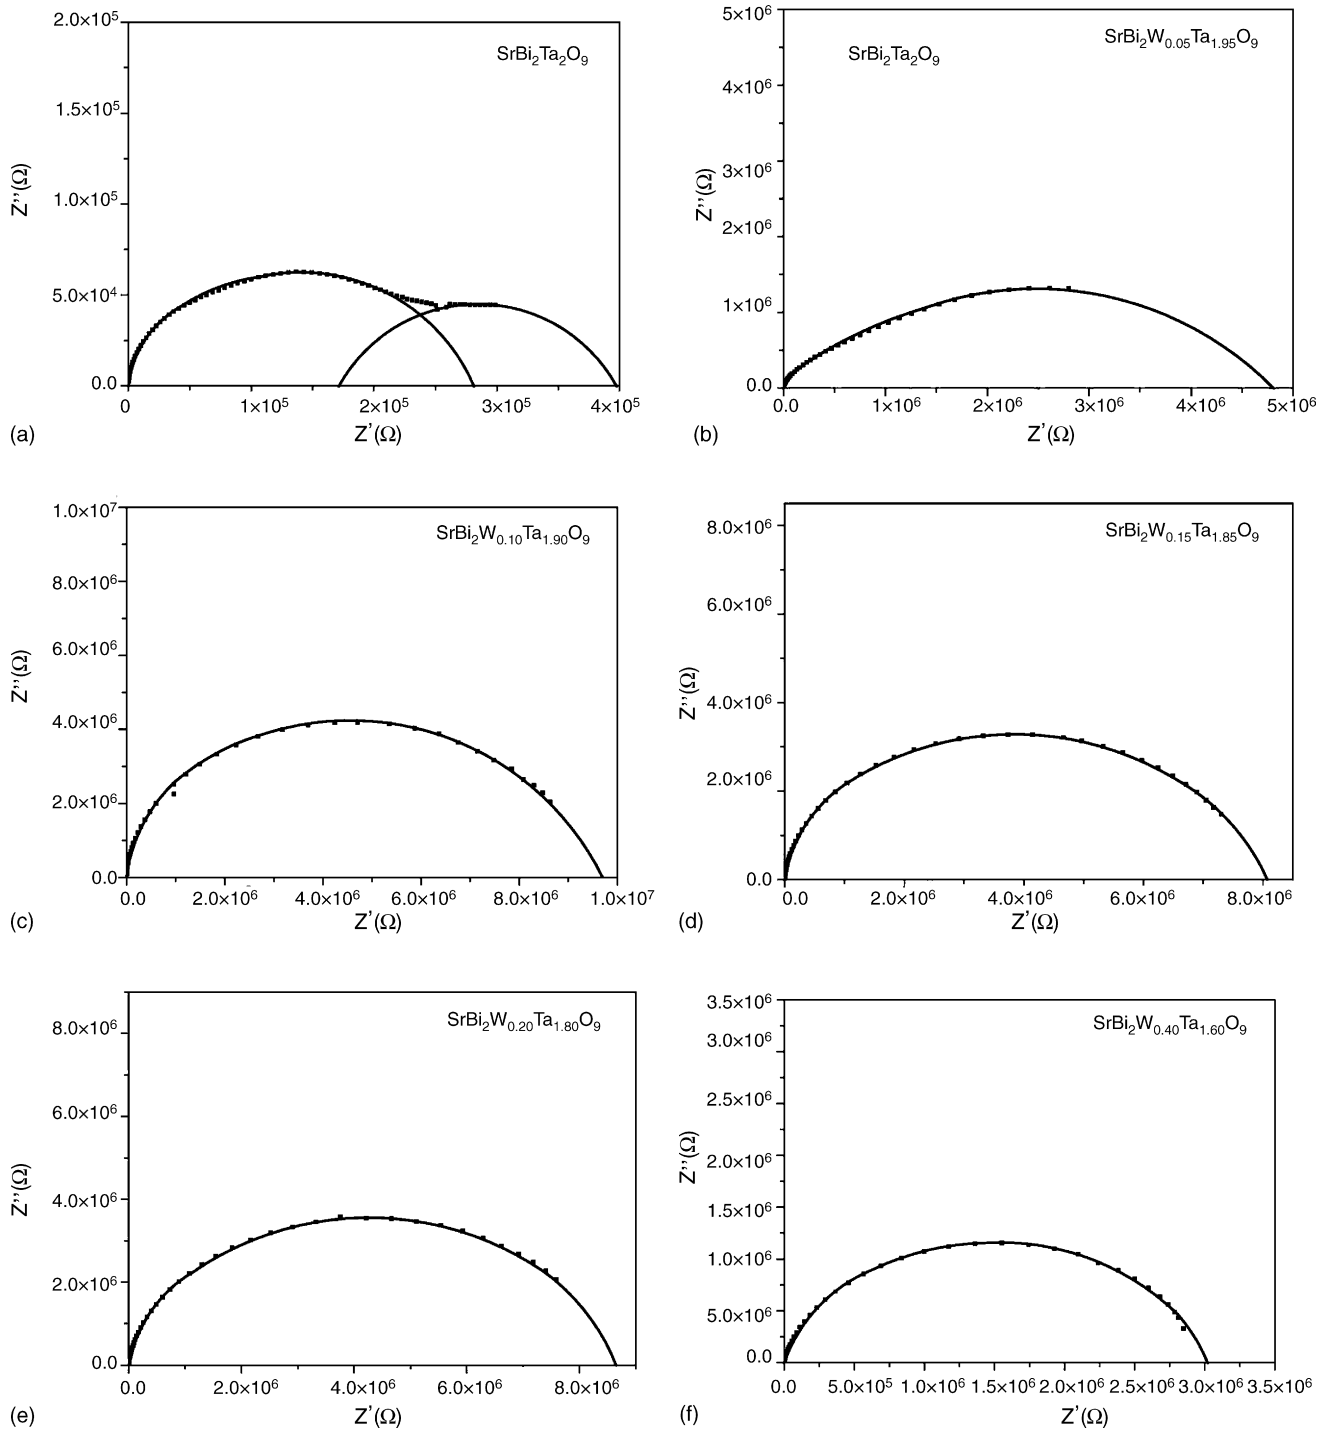 2.0×10⁵
SrBi₂Ta₂O₉
1.5×10⁵
Z’’(Ω)
1.0×10⁵
5.0×10⁴
0.0
0 1×10⁵ 2×10⁵ 3×10⁵ 4×10⁵
(a)
Z’(Ω)
5×10⁶
SrBi₂W₀.₀₅Ta₁.₉₅O₉
SrBi₂Ta₂O₉
4×10⁶
3×10⁶
Z’’(Ω)
2×10⁶
1×10⁶
0.0
0.0 1×10⁶ 2×10⁶ 3×10⁶ 4×10⁶ 5×10⁶
(b)
Z’(Ω)
1.0×10⁷
SrBi₂W₀.₁₀Ta₁.₉₀O₉
8.0×10⁶
6.0×10⁶
Z’’(Ω)
4.0×10⁶
2.0×10⁶
0.0
0.0 2.0×10⁶ 4.0×10⁶ 6.0×10⁶ 8.0×10⁶ 1.0×10⁷
(c)
Z’(Ω)
8.0×10⁶
SrBi₂W₀.₁₅Ta₁.₈₅O₉
6.0×10⁶
Z’’(Ω)
4.0×10⁶
2.0×10⁶
0.0
0.0 2.0×10⁶ 4.0×10⁶ 6.0×10⁶ 8.0×10⁶
(d)
Z’(Ω)
SrBi₂W₀.₂₀Ta₁.₈₀O₉
8.0×10⁶
6.0×10⁶
Z’’(Ω)
4.0×10⁶
2.0×10⁶
0.0
0.0 2.0×10⁶ 4.0×10⁶ 6.0×10⁶ 8.0×10⁶
(e)
Z’(Ω)
3.5×10⁶
SrBi₂W₀.₄₀Ta₁.₆₀O₉
3.0×10⁶
2.5×10⁶
2.0×10⁶
Z’’(Ω)
1.5×10⁶
1.0×10⁶
5.0×10⁶
0.0
0.0 5.0×10⁵ 1.0×10⁶ 1.5×10⁶ 2.0×10⁶ 2.5×10⁶ 3.0×10⁶ 3.5×10⁶
(f)
Z’(Ω)